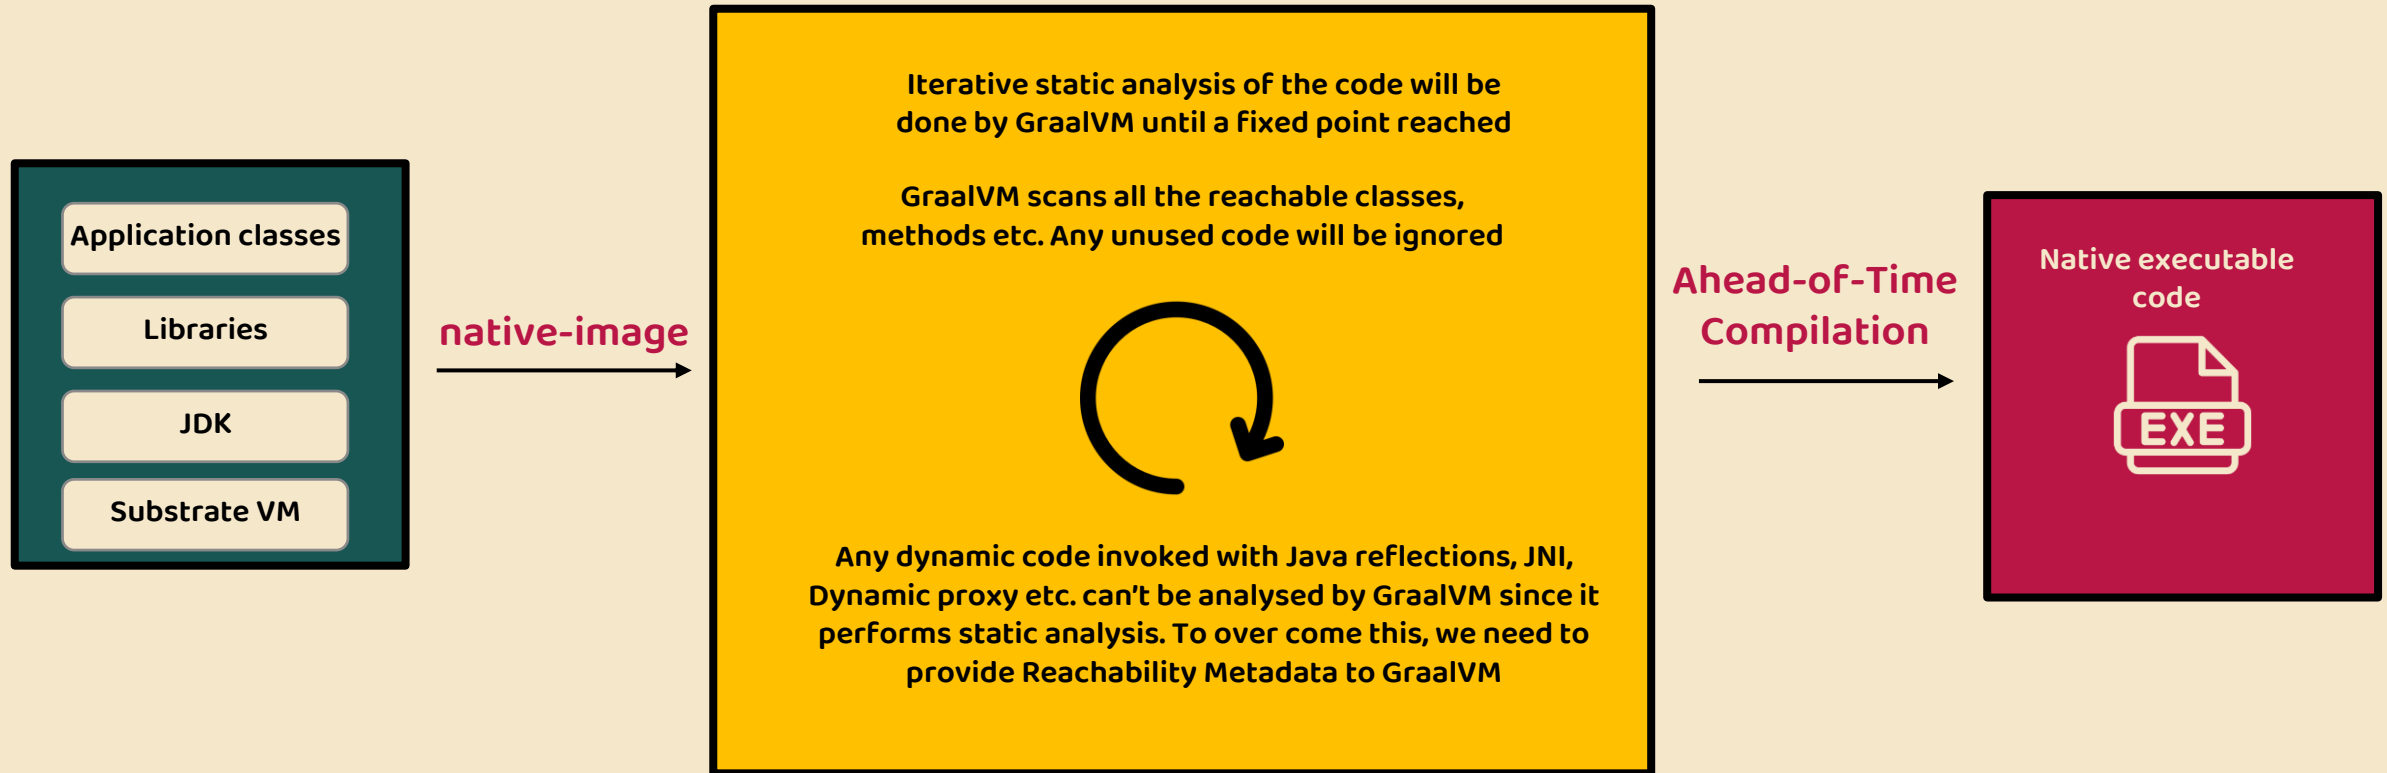 Application classes
Libraries
JDK
Substrate VM
native-image
Iterative static analysis of the code will be
done by GraalVM until a fixed point reached
GraalVM scans all the reachable classes,
methods etc. Any unused code will be ignored
Any dynamic code invoked with Java reflections, JNI,
Dynamic proxy etc. can't be analysed by GraalVM since it
performs static analysis. To over come this, we need to
provide Reachability Metadata to GraalVM
Ahead-of-Time
Compilation
Native executable
code
EXE